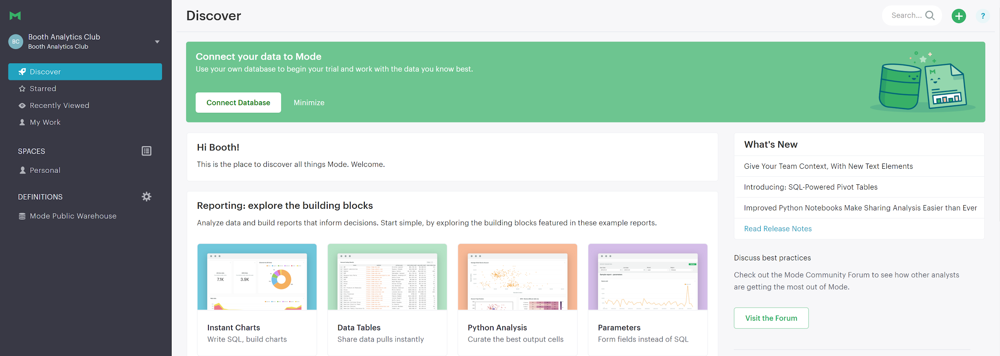 BC
Booth Analytics Club
Booth Analytics Club
Discover
Starred
Recently Viewed
My Work
SPACES
Personal
DEFINITIONS
Mode Public Warehouse
Discover
Search...
?
Connect your data to Mode
Use your own database to begin your trial and work with the data you know best.
Connect Database
Minimize
Hi Booth!
This is the place to discover all things Mode. Welcome.
Reporting: explore the building blocks
Analyze data and build reports that inform decisions. Start simple, by exploring the building blocks featured in these example reports.
7.1K
3.9K
Sample report - parameters
Instant Charts
Write SQL, build charts
Data Tables
Share data pulls instantly
Python Analysis
Curate the best output cells
Parameters
Form fields instead of SQL
What's New
Give Your Team Context, With New Text Elements
Introducing: SQL-Powered Pivot Tables
Improved Python Notebooks Make Sharing Analysis Easier than Ever
Read Release Notes
Discuss best practices
Check out the Mode Community Forum to see how other analysts
are getting the most out of Mode.
Visit the Forum